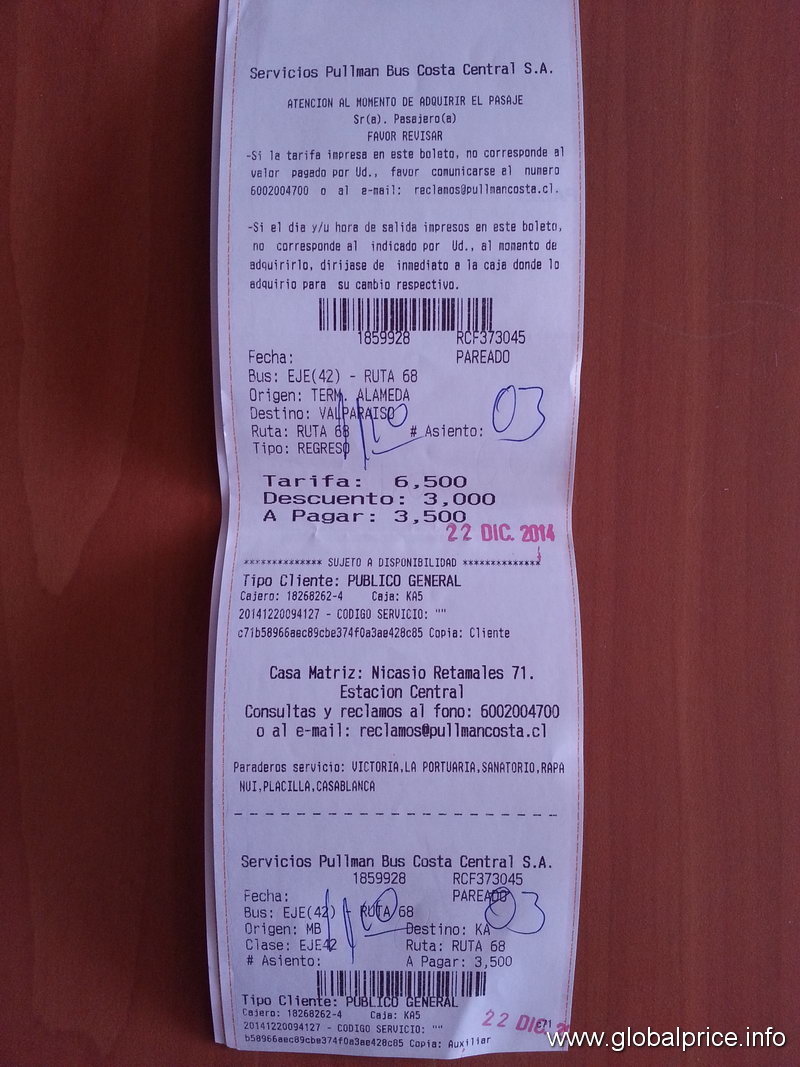 Servicios Pullman Bus Costa Central S.A.
ATENCION AL MOMENTO DE ADQUIRIR EL PASAJE
Sr(a). Pasajero(a)
FAVOR REVISAR
-Si la tarifa impresa en este boleto, no corresponde al
valor pagado por Ud., favor comunicarse al numero
6002004700 o al e-mail: reclamos@pullmancosta.cl.
-Si el dia y/u hora de salida impresos en este boleto,
no corresponde al indicado por Ud., al momento de
adquirirlo, dirijase de inmediato a la caja donde lo
adquirio para su cambio respectivo.
1859928 RCF373045
Fecha: PAREADO
Bus: EJE(42) - RUTA 68
Origen: TERM. ALAMEDA
Destino: VALPARAISO
Ruta: RUTA 68 # Asiento: 03
Tipo: REGRESO
Tarifa: 6,500
Descuento: 3,000
A Pagar: 3,500
22 DIC. 2014
************** SUJETO A DISPONIBILIDAD **************
Tipo Cliente: PUBLICO GENERAL
Cajero: 18268262-4 Caja: KA5
20141220094127 - CODIGO SERVICIO: ""
c71b58966aec89cbe374f0a3ae428c85 Copia: Cliente
Casa Matriz: Nicasio Retamales 71.
Estacion Central
Consultas y reclamos al fono: 6002004700
o al e-mail: reclamos@pullmancosta.cl
Paraderos servicio: VICTORIA,LA PORTUARIA,SANATORIO,RAPA
NUI,PLACILLA,CASABLANCA
Servicios Pullman Bus Costa Central S.A.
1859928 RCF373045
Fecha: PAREADO
03
Bus: EJE(42) - RUTA 68
Origen: MB Destino: KA
Clase: EJE42 Ruta: RUTA 68
# Asiento: A Pagar: 3,500
Tipo Cliente: PUBLICO GENERAL
Cajero: 18268262-4 Caja: KA5
22 DIC.
20141220094127 - CODIGO SERVICIO: ""
b58966aec89cbe374f0a3ae428c85 Copia: Auxiliar
www.globalprice.info